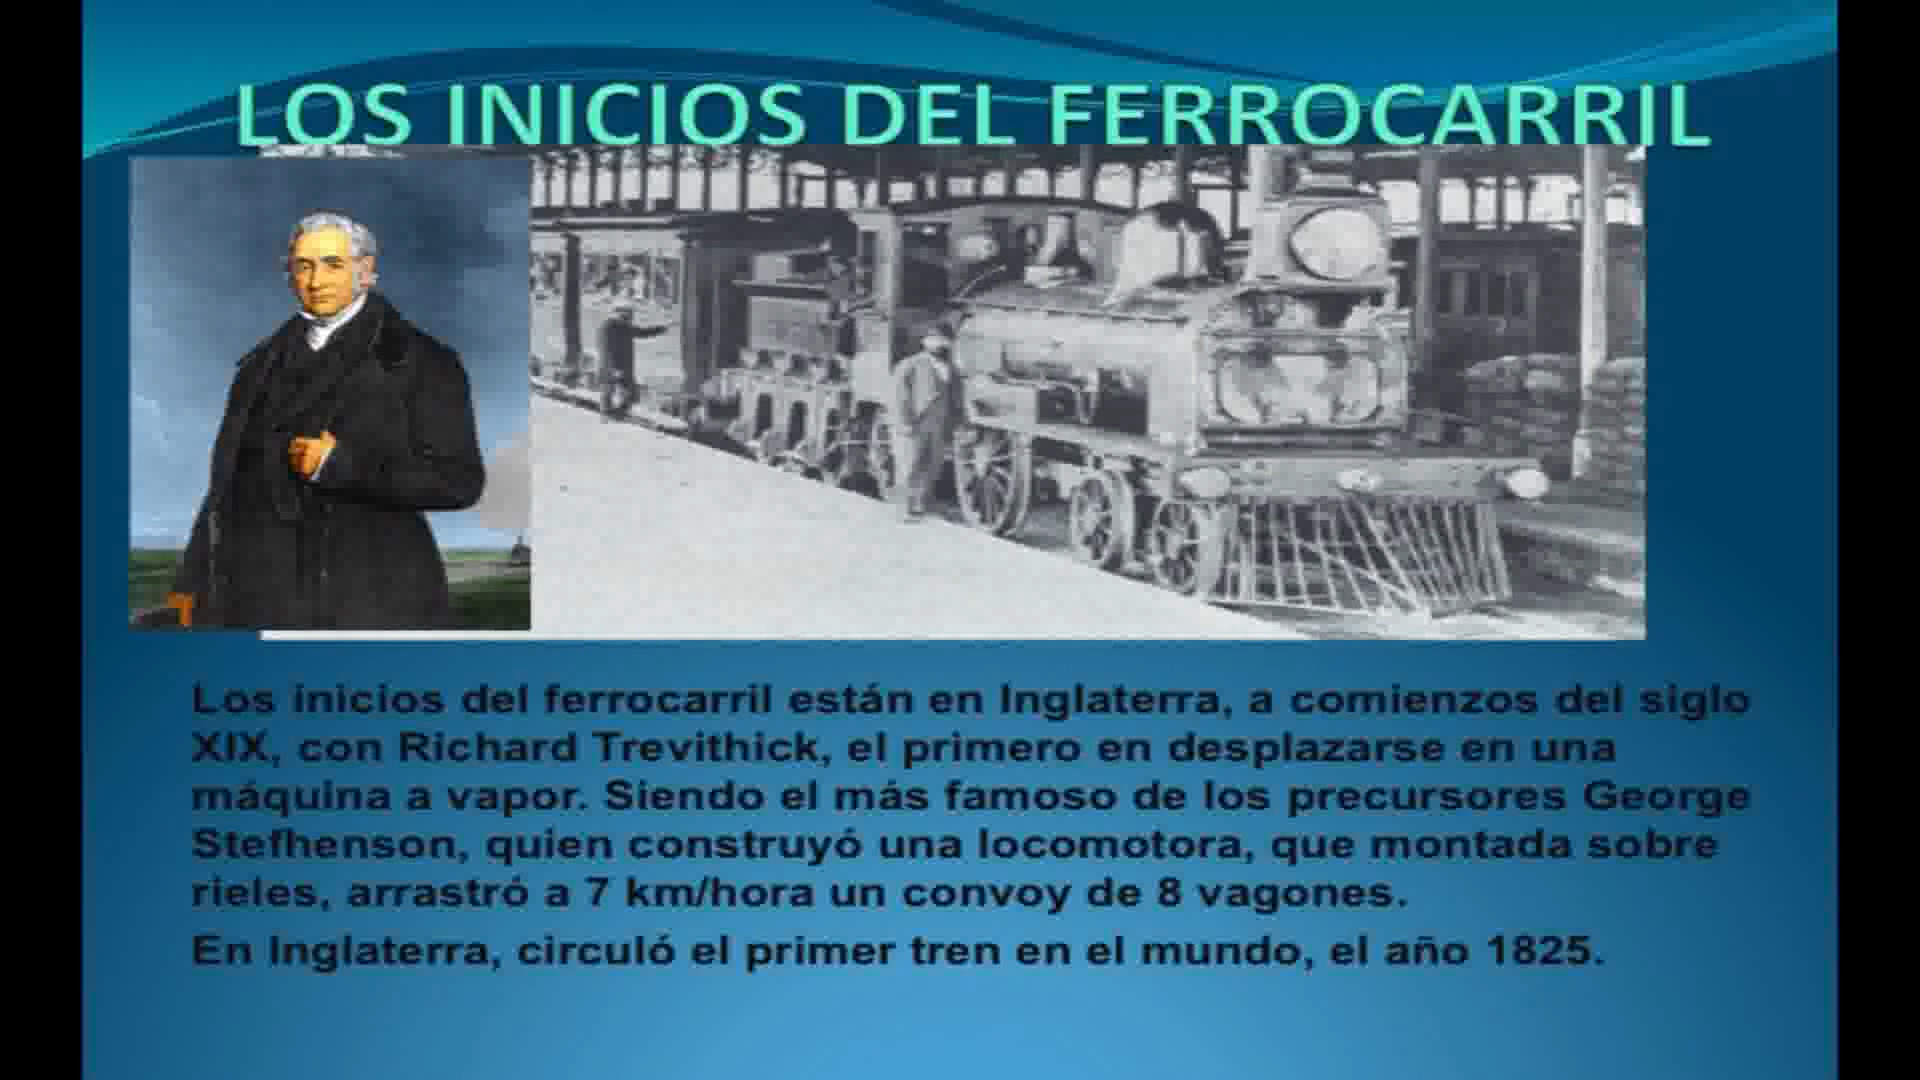 LOS INICIOS DEL FERROCARRIL
Los inicios del ferrocarril están en Inglaterra, a comienzos del siglo
XIX, con Richard Trevithick, el primero en desplazarse en una
máquina a vapor. Siendo el más famoso de los precursores George
Stefhenson, quien construyó una locomotora, que montada sobre
rieles, arrastró a 7 km/hora un convoy de 8 vagones.
En Inglaterra, circuló el primer tren en el mundo, el año 1825.